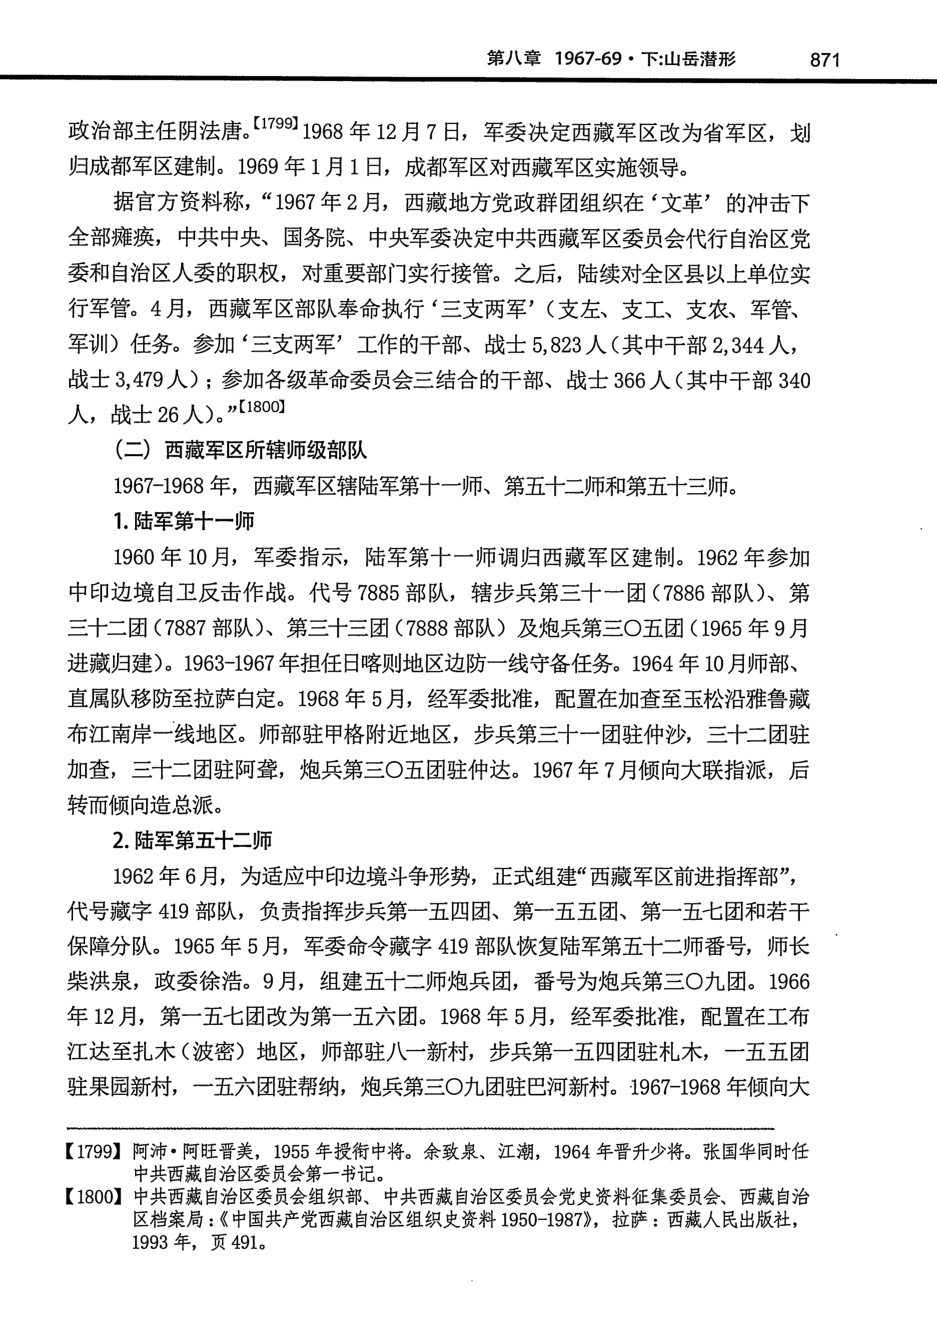 第八章 1967-69·下:山岳潜形 871
政治部主任阴法唐。【1799】1968 年 12 月 7 日，军委决定西藏军区改为省军区，划
归成都军区建制。1969 年 1 月 1 日，成都军区对西藏军区实施领导。
据官方资料称，“1967 年 2 月，西藏地方党政群团组织在‘文革’的冲击下
全部瘫痪，中共中央、国务院、中央军委决定中共西藏军区委员会代行自治区党
委和自治区人委的职权，对重要部门实行接管。之后，陆续对全区县以上单位实
行军管。4 月，西藏军区部队奉命执行‘三支两军’（支左、支工、支农、军管、
军训）任务。参加‘三支两军’工作的干部、战士 5,823 人（其中干部 2,344 人，
战士 3,479 人）；参加各级革命委员会三结合的干部、战士 366 人（其中干部 340
人，战士 26 人）。”【1800】
（二）西藏军区所辖师级部队
1967-1968 年，西藏军区辖陆军第十一师、第五十二师和第五十三师。
1. 陆军第十一师
1960 年 10 月，军委指示，陆军第十一师调归西藏军区建制。1962 年参加
中印边境自卫反击作战。代号 7885 部队，辖步兵第三十一团（7886 部队）、第
三十二团（7887 部队）、第三十三团（7888 部队）及炮兵第三〇五团（1965 年 9 月
进藏归建）。1963-1967 年担任日喀则地区边防一线守备任务。1964 年 10 月师部、
直属队移防至拉萨白定。1968 年 5 月，经军委批准，配置在加查至玉松沿雅鲁藏
布江南岸一线地区。师部驻甲格附近地区，步兵第三十一团驻仲沙，三十二团驻
加查，三十二团驻阿聋，炮兵第三〇五团驻仲达。1967 年 7 月倾向大联指派，后
转而倾向造总派。
2. 陆军第五十二师
1962 年 6 月，为适应中印边境斗争形势，正式组建“西藏军区前进指挥部”，
代号藏字 419 部队，负责指挥步兵第一五四团、第一五五团、第一五七团和若干
保障分队。1965 年 5 月，军委命令藏字 419 部队恢复陆军第五十二师番号，师长
柴洪泉，政委徐浩。9 月，组建五十二师炮兵团，番号为炮兵第三〇九团。1966
年 12 月，第一五七团改为第一五六团。1968 年 5 月，经军委批准，配置在工布
江达至扎木（波密）地区，师部驻八一新村，步兵第一五四团驻札木，一五五团
驻果园新村，一五六团驻帮纳，炮兵第三〇九团驻巴河新村。1967-1968 年倾向大
【1799】阿沛·阿旺晋美，1955 年授衔中将。余致泉、江潮，1964 年晋升少将。张国华同时任
中共西藏自治区委员会第一书记。
【1800】中共西藏自治区委员会组织部、中共西藏自治区委员会党史资料征集委员会、西藏自治
区档案局：《中国共产党西藏自治区组织史资料 1950-1987》，拉萨：西藏人民出版社，
1993 年，页 491。